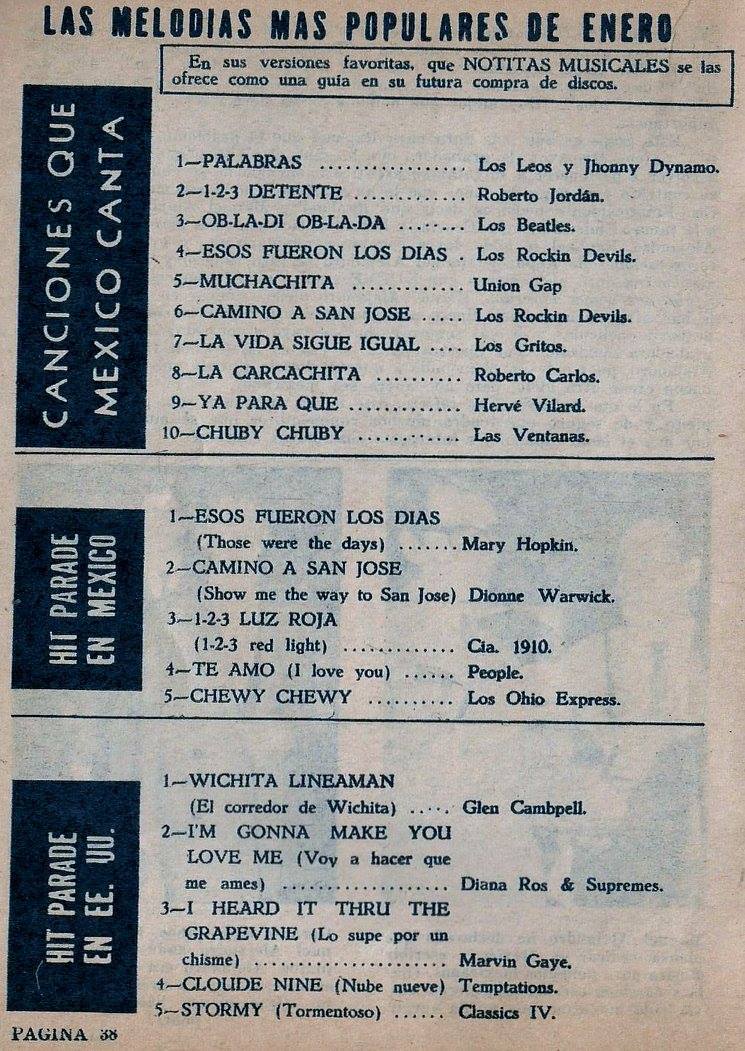 LAS MELODIAS MAS POPULARES DE ENERO
En sus versiones favoritas, que NOTITAS MUSICALES se las
ofrece como una guía en su futura compra de discos.
CANCIONES QUE
MEXICO CANTA
1—PALABRAS .................. Los Leos y Jhonny Dynamo.
2—1-2-3 DETENTE ............. Roberto Jordán.
3—OB-LA-DI OB-LA-DA ........ Los Beatles.
4—ESOS FUERON LOS DIAS . Los Rockin Devils.
5—MUCHACHITA ............ Union Gap
6—CAMINO A SAN JOSE ..... Los Rockin Devils.
7—LA VIDA SIGUE IGUAL .... Los Gritos.
8—LA CARCACHITA .......... Roberto Carlos.
9—YA PARA QUE ............. Hervé Vilard.
10—CHUBY CHUBY ............ Las Ventanas.
HIT PARADE
EN MEXICO
1—ESOS FUERON LOS DIAS
(Those were the days) ....... Mary Hopkin.
2—CAMINO A SAN JOSE
(Show me the way to San Jose) Dionne Warwick.
3—1-2-3 LUZ ROJA
(1-2-3 red light) ............. Cia. 1910.
4—TE AMO (I love you) ...... People.
5—CHEWY CHEWY .......... Los Ohio Express.
HIT PARADE
EN EE. UU.
1—WICHITA LINEAMAN
(El corredor de Wichita) ..... Glen Cambpell.
2—I'M GONNA MAKE YOU
LOVE ME (Voy a hacer que
me ames) ................... Diana Ros & Supremes.
3—I HEARD IT THRU THE
GRAPEVINE (Lo supe por un
chisme) ...................... Marvin Gaye.
4—CLOUDE NINE (Nube nueve) Temptations.
5—STORMY (Tormentoso) ...... Classics IV.
PAGINA 38